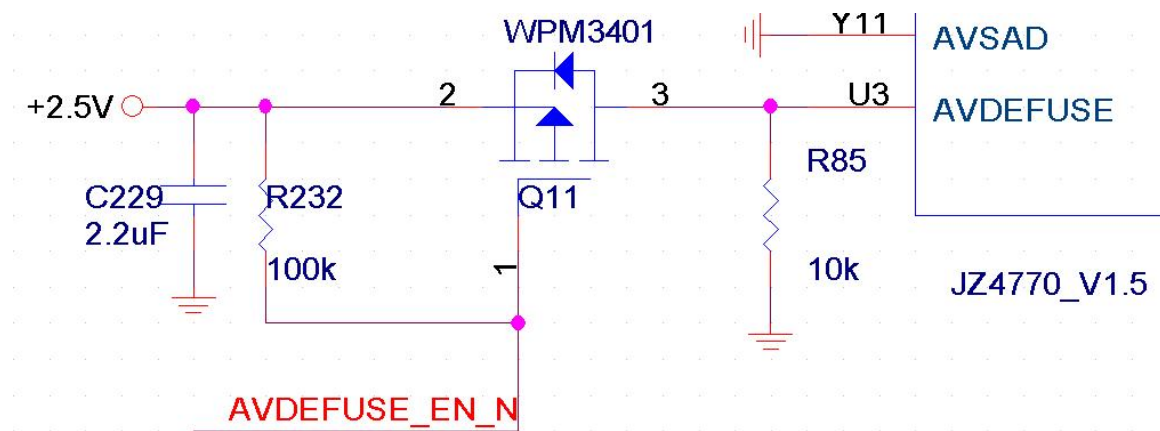 WPM3401
Y11
AVSAD
+2.5V
2
3
U3
AVDEFUSE
R85
C229
2.2uF
R232
Q11
100k
1
10k
JZ4770_V1.5
AVDEFUSE_EN_N